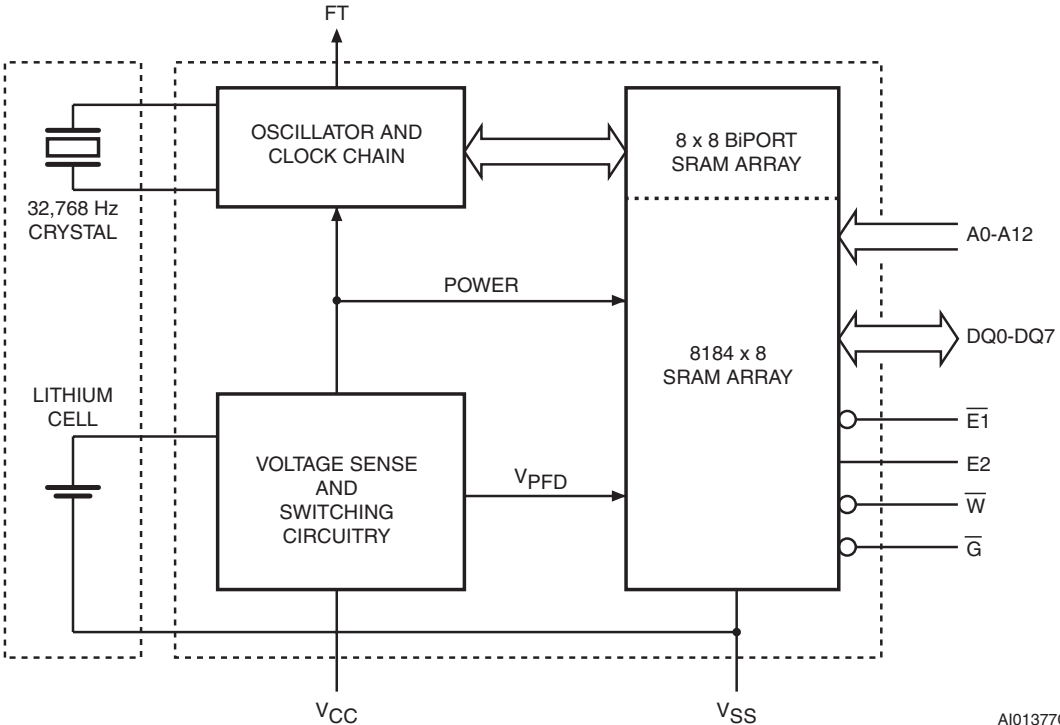 FT
OSCILLATOR AND
CLOCK CHAIN
8 x 8 BiPORT
SRAM ARRAY
32,768 Hz
CRYSTAL
A0-A12
POWER
DQ0-DQ7
8184 x 8
SRAM ARRAY
LITHIUM
CELL
E1
E2
VOLTAGE SENSE
AND
SWITCHING
CIRCUITRY
VPFD
W
G
VCC
VSS